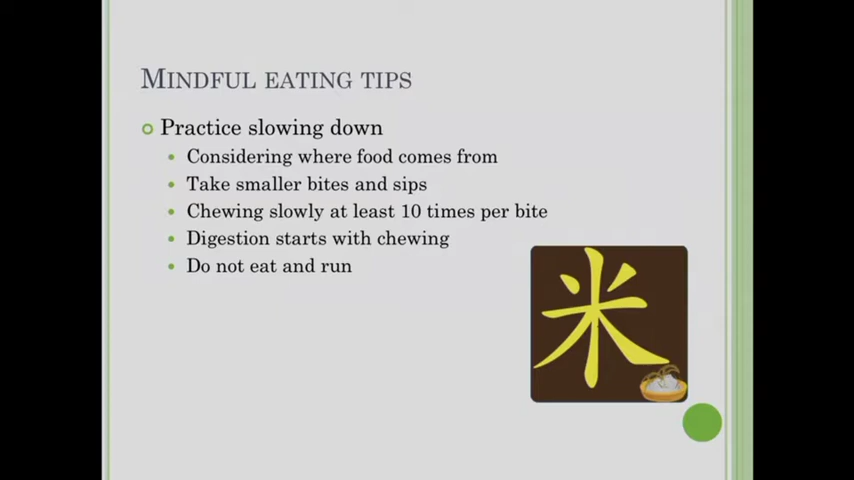 MINDFUL EATING TIPS
Practice slowing down
Considering where food comes from
Take smaller bites and sips
Chewing slowly at least 10 times per bite
Digestion starts with chewing
Do not eat and run
米